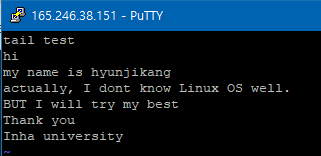 165.246.38.151 - PuTTY
tail test
hi
my name is hyunjikang
actually, I dont know Linux OS well.
BUT I will try my best
Thank you
Inha university
~